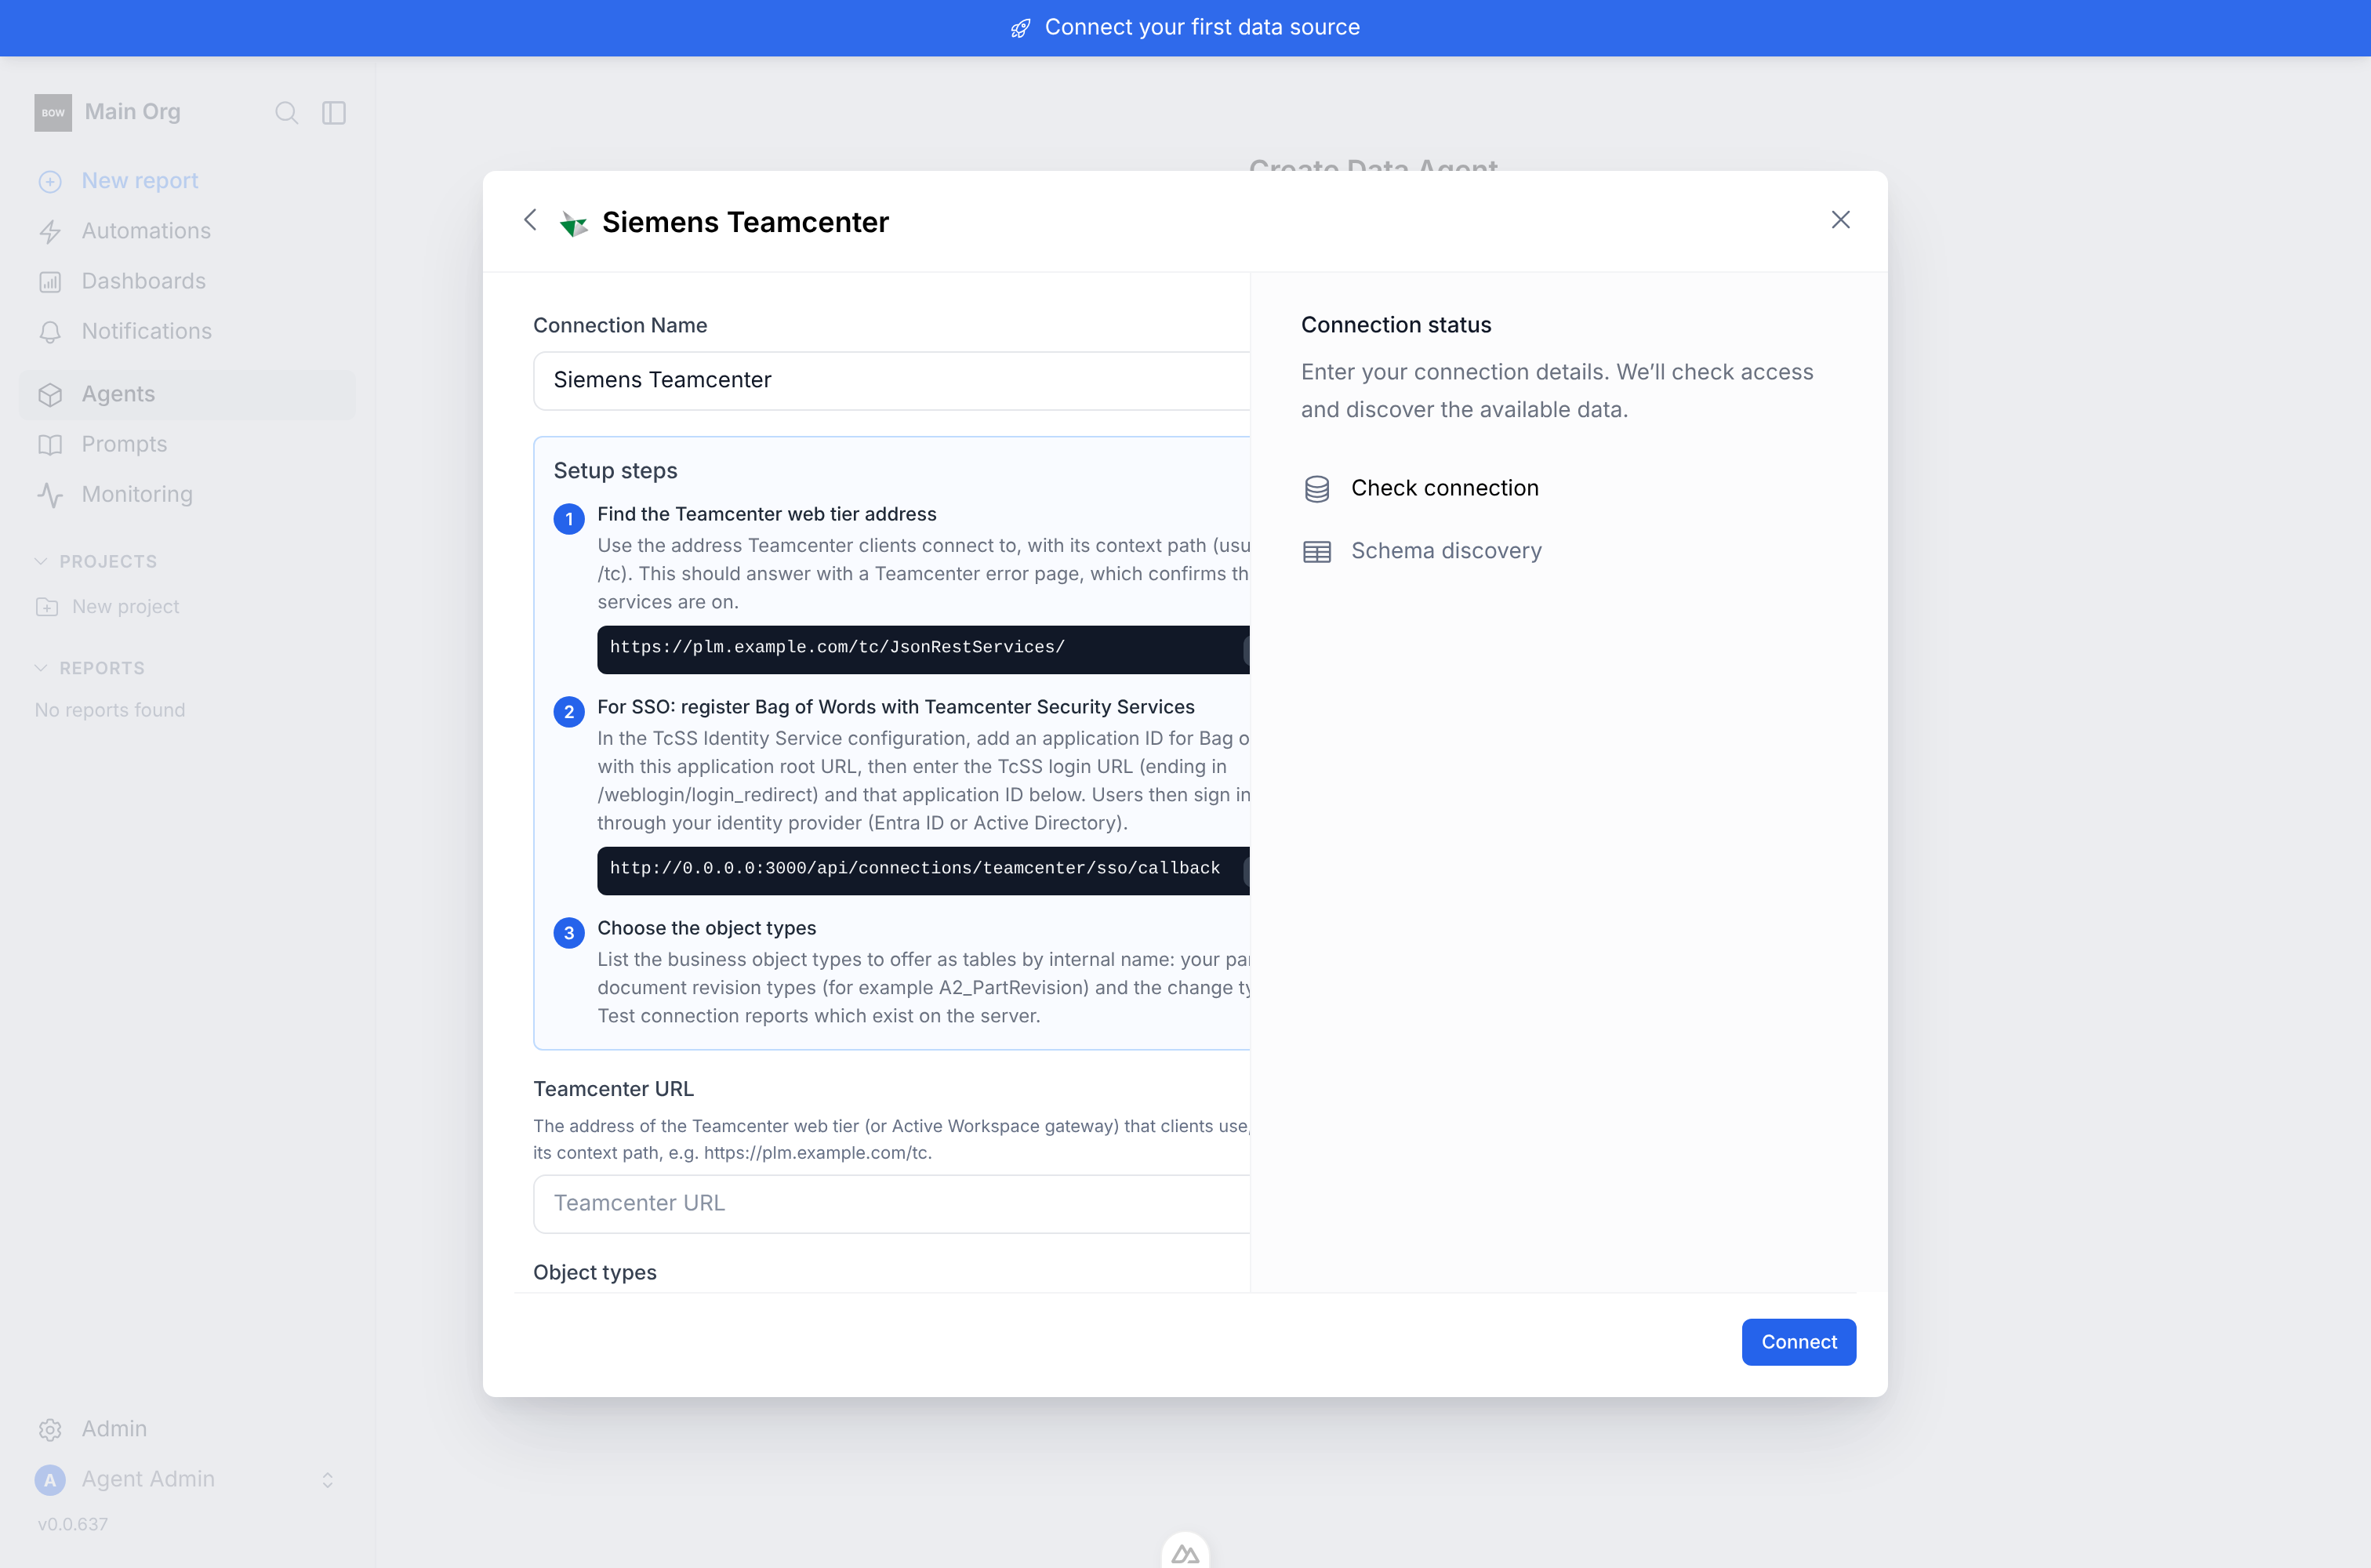 Connect your first data source
BOW
Main Org
New report
Automations
Dashboards
Notifications
Agents
Prompts
Monitoring
PROJECTS
New project
REPORTS
No reports found
Admin
A
Agent Admin
v0.0.637
Create Data Agent
Siemens Teamcenter
Connection Name
Siemens Teamcenter
Setup steps
1
Find the Teamcenter web tier address
Use the address Teamcenter clients connect to, with its context path (usu
/tc). This should answer with a Teamcenter error page, which confirms th
services are on.
https://plm.example.com/tc/JsonRestServices/
2
For SSO: register Bag of Words with Teamcenter Security Services
In the TcSS Identity Service configuration, add an application ID for Bag o
with this application root URL, then enter the TcSS login URL (ending in
/weblogin/login_redirect) and that application ID below. Users then sign in
through your identity provider (Entra ID or Active Directory).
http://0.0.0.0:3000/api/connections/teamcenter/sso/callback
3
Choose the object types
List the business object types to offer as tables by internal name: your pa
document revision types (for example A2_PartRevision) and the change ty
Test connection reports which exist on the server.
Teamcenter URL
The address of the Teamcenter web tier (or Active Workspace gateway) that clients use,
its context path, e.g. https://plm.example.com/tc.
Teamcenter URL
Object types
Connection status
Enter your connection details. We’ll check access
and discover the available data.
Check connection
Schema discovery
Connect